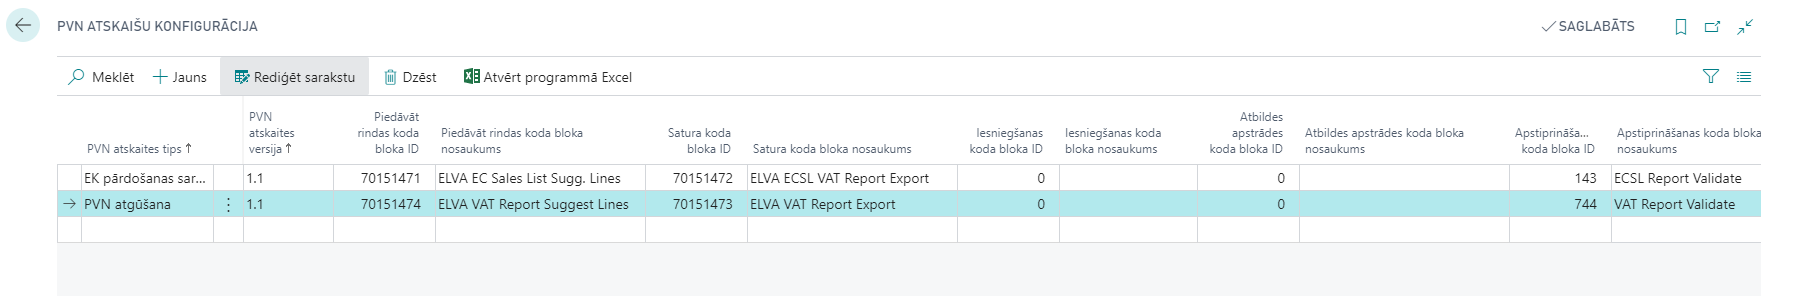 PVN ATSKAIŠU KONFIGURĀCIJA
SAGLABĀTS
Meklēt Jauns Rediģēt sarakstu Dzēst Atvērt programmā Excel
PVN atskaites tips ↑
PVN
atskaites
versija ↑
Piedāvāt
rindas koda
bloka ID
Piedāvāt rindas koda bloka
nosaukums
Satura koda
bloka ID
Satura koda bloka nosaukums
Iesniegšanas
koda bloka ID
Iesniegšanas koda
bloka nosaukums
Atbildes
apstrādes
koda bloka ID
Atbildes apstrādes koda bloka
nosaukums
Apstiprināša...
koda bloka ID
Apstiprināšanas koda bloka
nosaukums
EK pārdošanas sar... 1.1 70151471 ELVA EC Sales List Sugg. Lines 70151472 ELVA ECSL VAT Report Export 0 0 143 ECSL Report Validate
PVN atgūšana 1.1 70151474 ELVA VAT Report Suggest Lines 70151473 ELVA VAT Report Export 0 0 744 VAT Report Validate